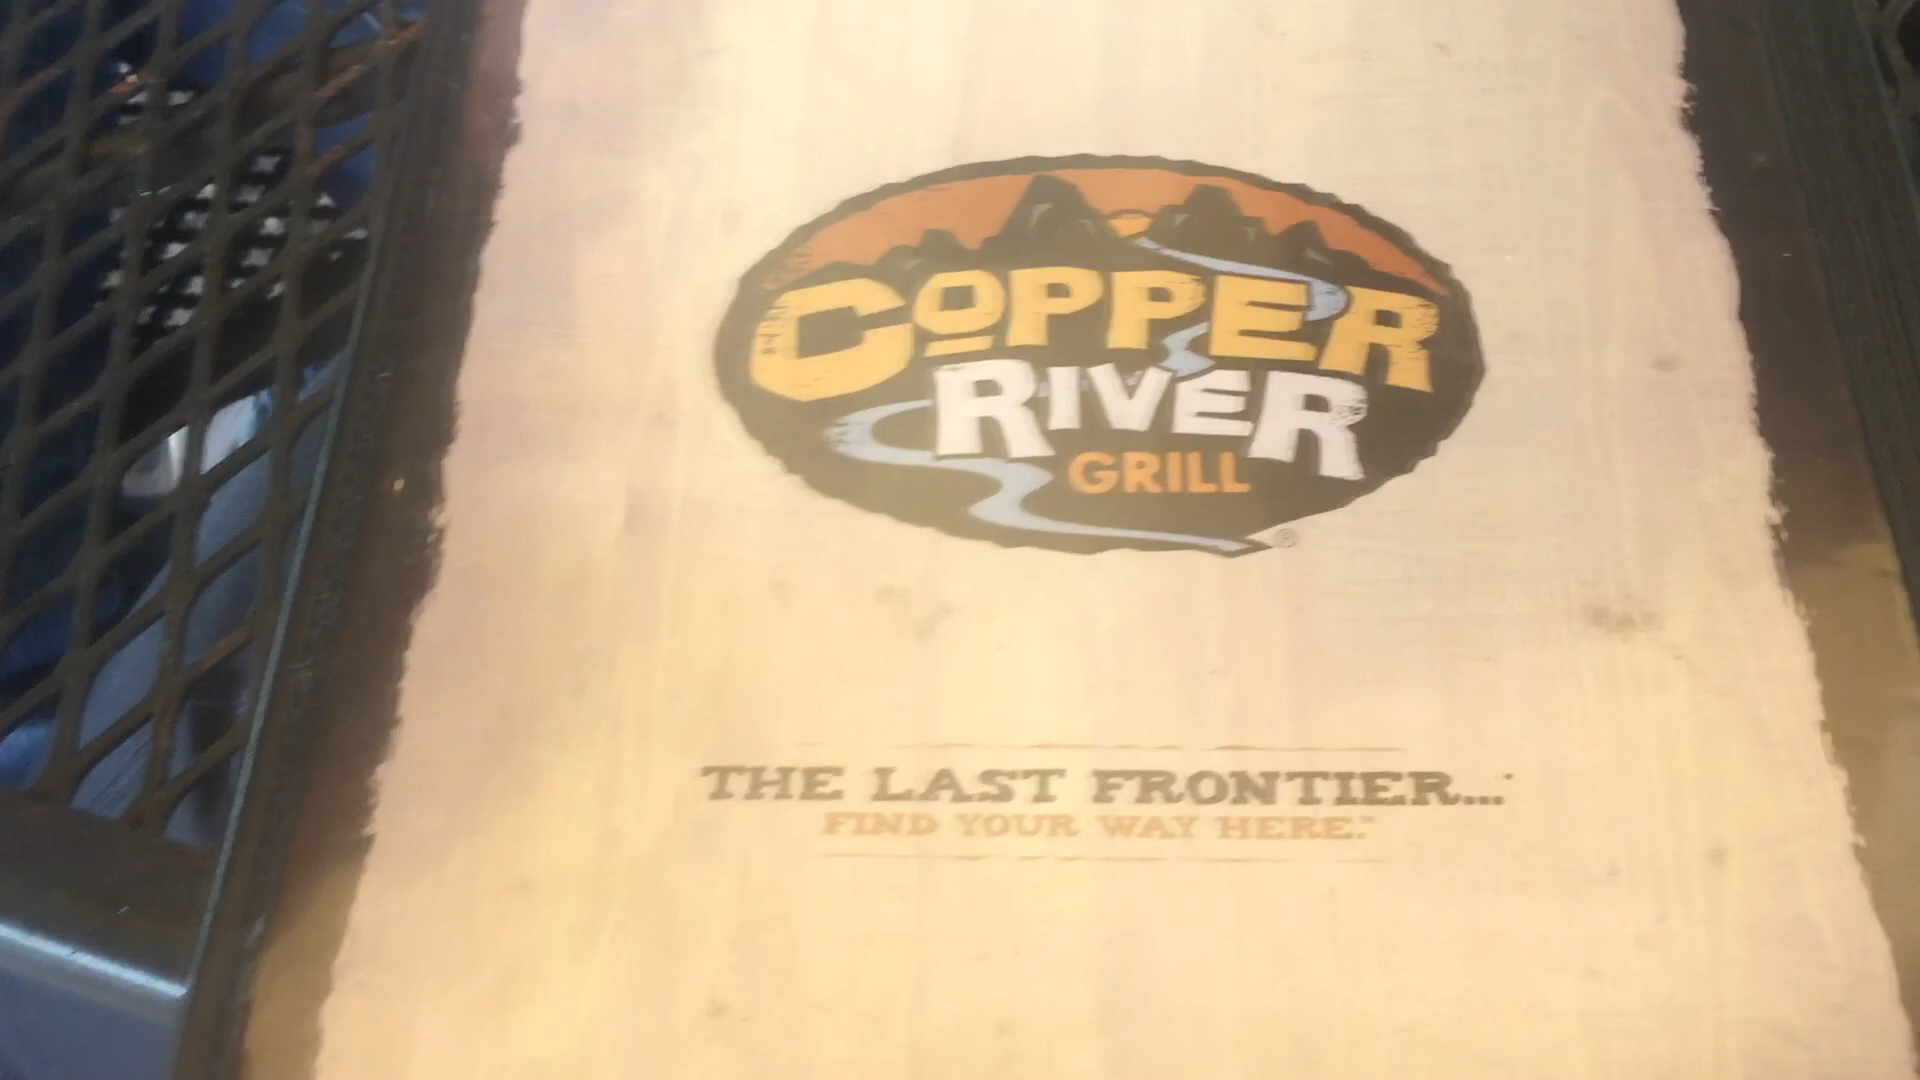 COPPER
RIVER
GRILL
®
THE LAST FRONTIER...
FIND YOUR WAY HERE.